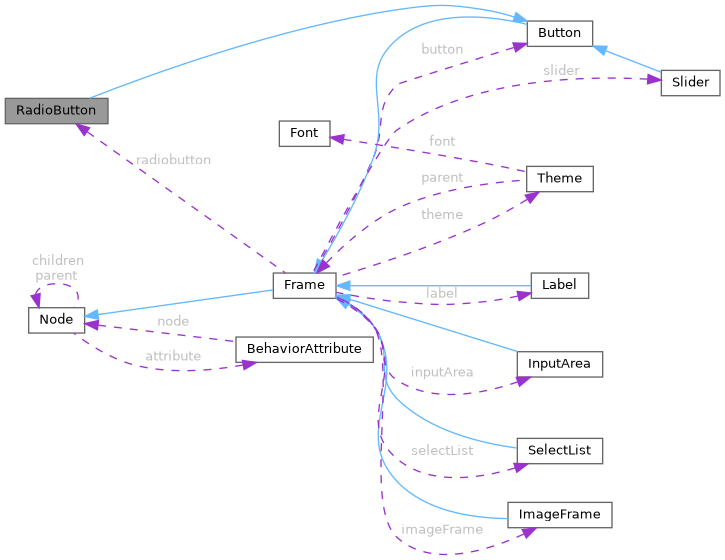 Button
button
slider
Slider
RadioButton
Font
font
radiobutton
parent
Theme
theme
children
parent
Frame
Label
label
Node
node
attribute
BehaviorAttribute
InputArea
inputArea
selectList
SelectList
ImageFrame
imageFrame